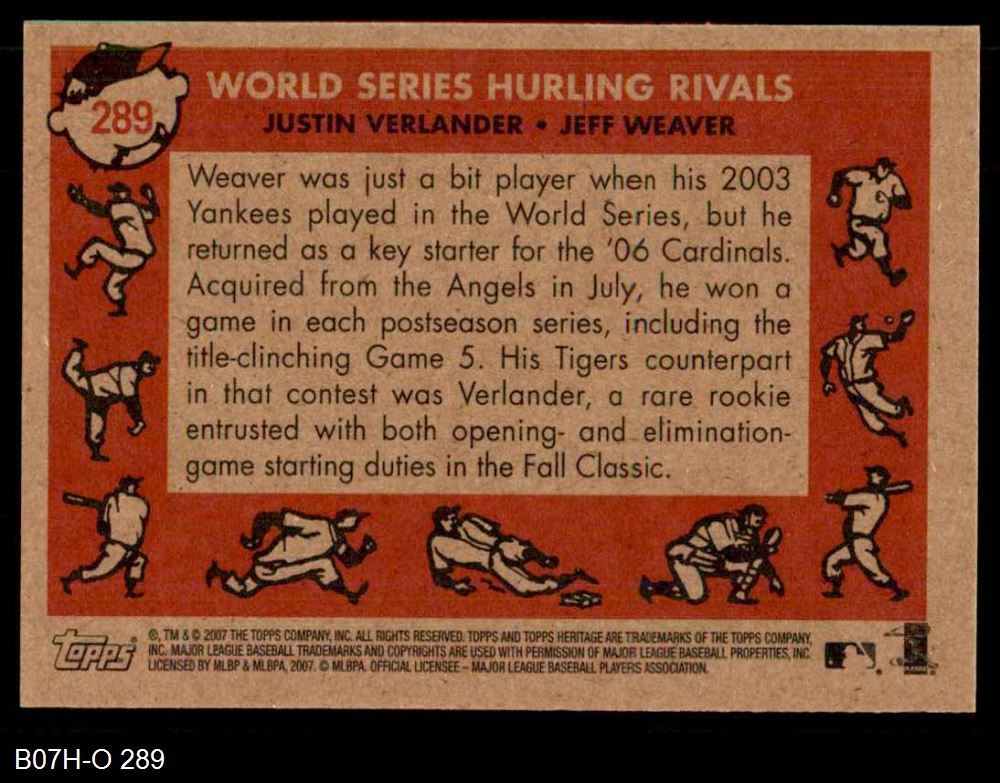 289
WORLD SERIES HURLING RIVALS
JUSTIN VERLANDER • JEFF WEAVER
Weaver was just a bit player when his 2003
Yankees played in the World Series, but he
returned as a key starter for the '06 Cardinals.
Acquired from the Angels in July, he won a
game in each postseason series, including the
title-clinching Game 5. His Tigers counterpart
in that contest was Verlander, a rare rookie
entrusted with both opening- and elimination-
game starting duties in the Fall Classic.
Topps®
©, TM & © 2007 THE TOPPS COMPANY, INC. ALL RIGHTS RESERVED. TOPPS AND TOPPS HERITAGE ARE TRADEMARKS OF THE TOPPS COMPANY,
INC. MAJOR LEAGUE BASEBALL TRADEMARKS AND COPYRIGHTS ARE USED WITH PERMISSION OF MAJOR LEAGUE BASEBALL PROPERTIES, INC.
LICENSED BY MLBP & MLBPA, 2007. © MLBPA. OFFICIAL LICENSEE – MAJOR LEAGUE BASEBALL PLAYERS ASSOCIATION.
B07H-O 289